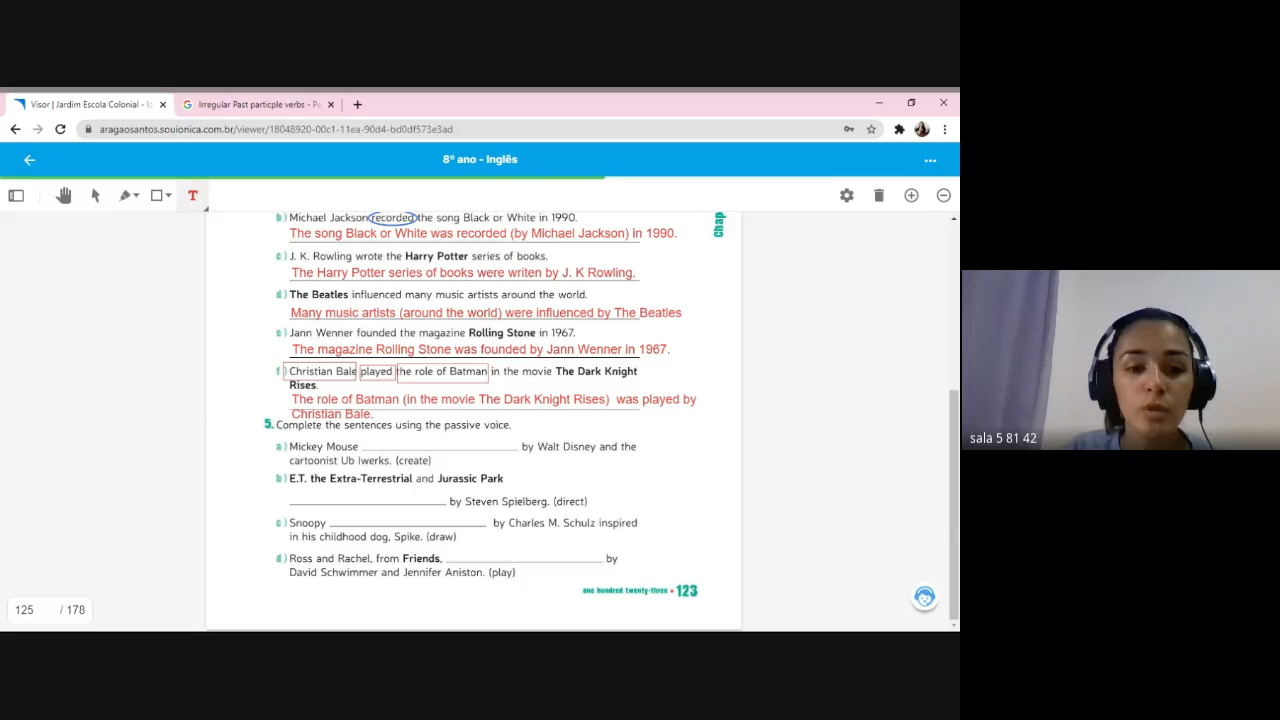 Visor | Jardim Escola Colonial - Io
Irregular Past particple verbs - Pe
aragaosantos.souionica.com.br/viewer/18048920-00c1-11ea-90d4-bd0df573e3ad
8º ano - Inglês
T
chap
b) Michael Jackson recorded the song Black or White in 1990.
The song Black or White was recorded (by Michael Jackson) in 1990.
c) J. K. Rowling wrote the Harry Potter series of books.
The Harry Potter series of books were writen by J. K Rowling.
d) The Beatles influenced many music artists around the world.
Many music artists (around the world) were influenced by The Beatles
e) Jann Wenner founded the magazine Rolling Stone in 1967.
The magazine Rolling Stone was founded by Jann Wenner in 1967.
f) Christian Bale played the role of Batman in the movie The Dark Knight
Rises.
The role of Batman (in the movie The Dark Knight Rises) was played by
Christian Bale.
5. Complete the sentences using the passive voice.
a) Mickey Mouse by Walt Disney and the
cartoonist Ub Iwerks. (create)
b) E.T. the Extra-Terrestrial and Jurassic Park
by Steven Spielberg. (direct)
c) Snoopy by Charles M. Schulz inspired
in his childhood dog, Spike. (draw)
d) Ross and Rachel, from Friends, by
David Schwimmer and Jennifer Aniston. (play)
one hundred twenty-three • 123
125 / 178
sala 5 81 42